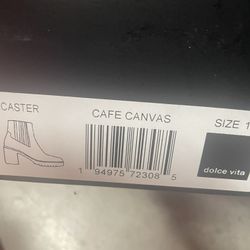 CASTER
CAFE CANVAS
SIZE 1
1 94975 72308 5
dolce vita